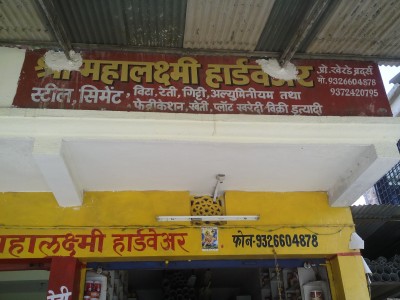 श्री महालक्ष्मी हार्डवेअर
प्रो.खेरडे ब्रदर्स
मो.9326604878
9372420795
स्टील, सिमेंट, विटा, रेती, गिट्टी, अल्युमिनीयम तथा
फेब्रीकेशन, खेती, प्लॉट खरेदी विक्री इत्यादी
महालक्ष्मी हार्डवेअर फोन-9326604878